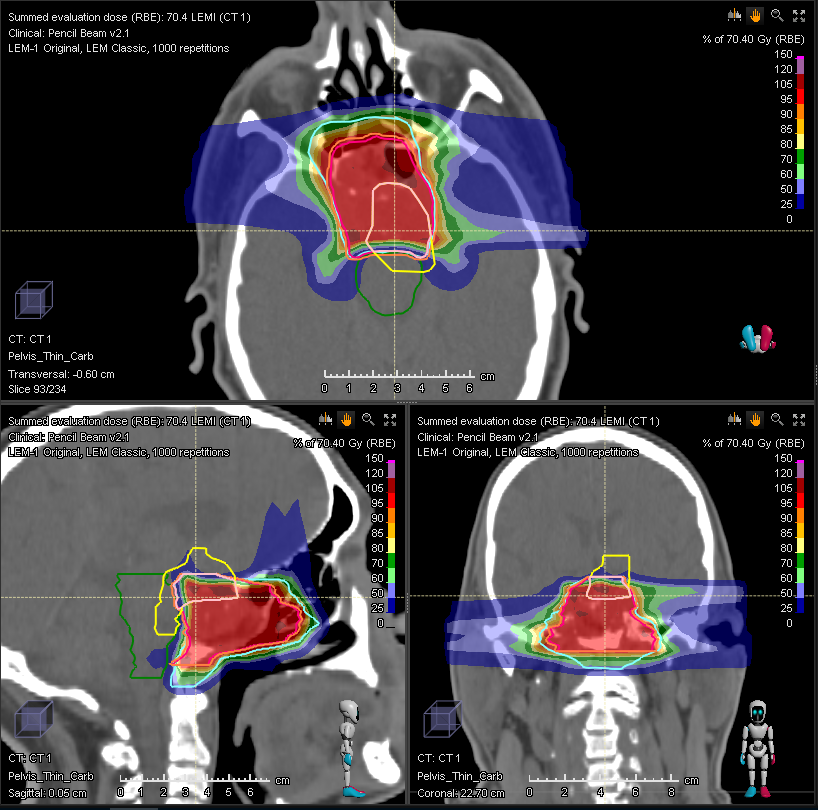 Summed evaluation dose (RBE): 70.4 LEMI (CT 1)
Clinical: Pencil Beam v2.1
LEM-1 Original, LEM Classic, 1000 repetitions
% of 70.40 Gy (RBE)
150
120
105
95
90
85
80
70
60
50
25
0
CT: CT 1
Pelvis_Thin_Carb
Transversal: -0.60 cm
Slice 93/234
0 1 2 3 4 5 6 cm
Summed evaluation dose (RBE): 70.4 LEMI (CT 1)
Clinical: Pencil Beam v2.1
LEM-1 Original, LEM Classic, 1000 repetitions
% of 70.40 Gy (RBE)
150
120
105
95
90
85
80
70
60
50
25
0
CT: CT 1
Pelvis_Thin_Carb
Sagittal: 0.05 cm
0 1 2 3 4 5 6 cm
Summed evaluation dose (RBE): 70.4 LEMI (CT 1)
Clinical: Pencil Beam v2.1
LEM-1 Original, LEM Classic, 1000 repetitions
% of 70.40 Gy (RBE)
150
120
105
95
90
85
80
70
60
50
25
0
CT: CT 1
Pelvis_Thin_Carb
Coronal: 22.70 cm
0 2 4 6 8 cm